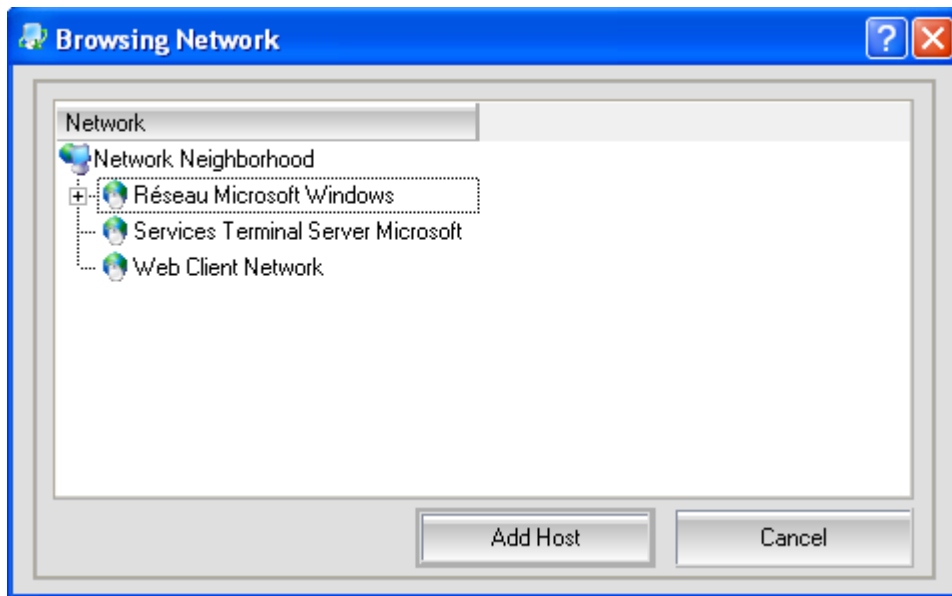 Browsing Network
?
Network
Network Neighborhood
Réseau Microsoft Windows
Services Terminal Server Microsoft
Web Client Network
Add Host
Cancel